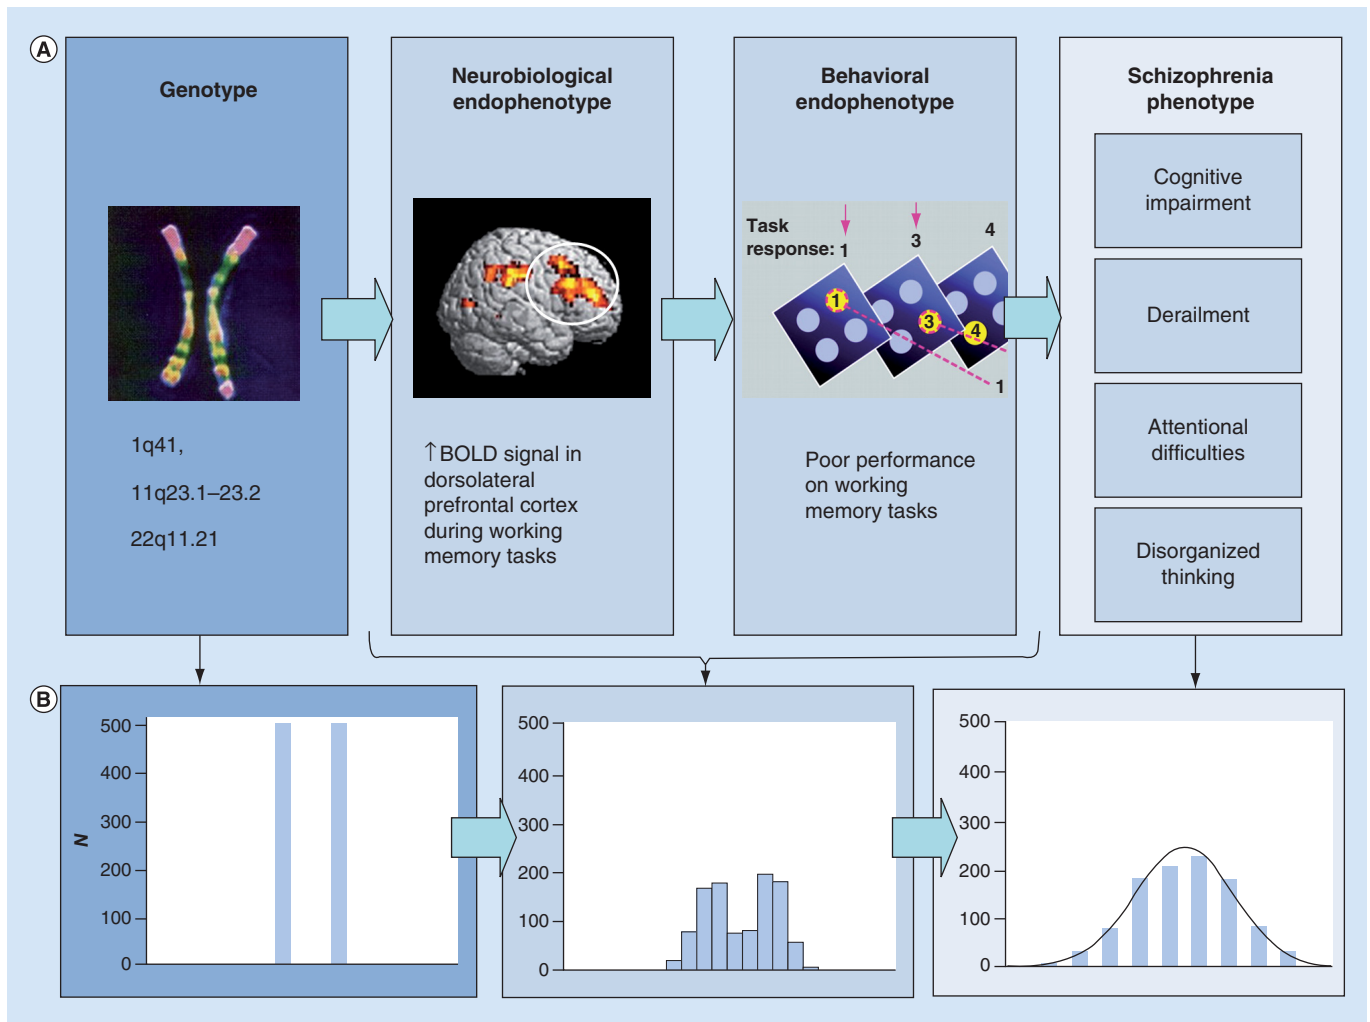 A
Genotype
1q41,
11q23.1–23.2
22q11.21
Neurobiological
endophenotype
↑BOLD signal in
dorsolateral
prefrontal cortex
during working
memory tasks
Behavioral
endophenotype
Task
response: 1
3
4
1
3
4
1
Poor performance
on working
memory tasks
Schizophrenia
phenotype
Cognitive
impairment
Derailment
Attentional
difficulties
Disorganized
thinking
B
N
500
400
300
200
100
0
500
400
300
200
100
0
500
400
300
200
100
0